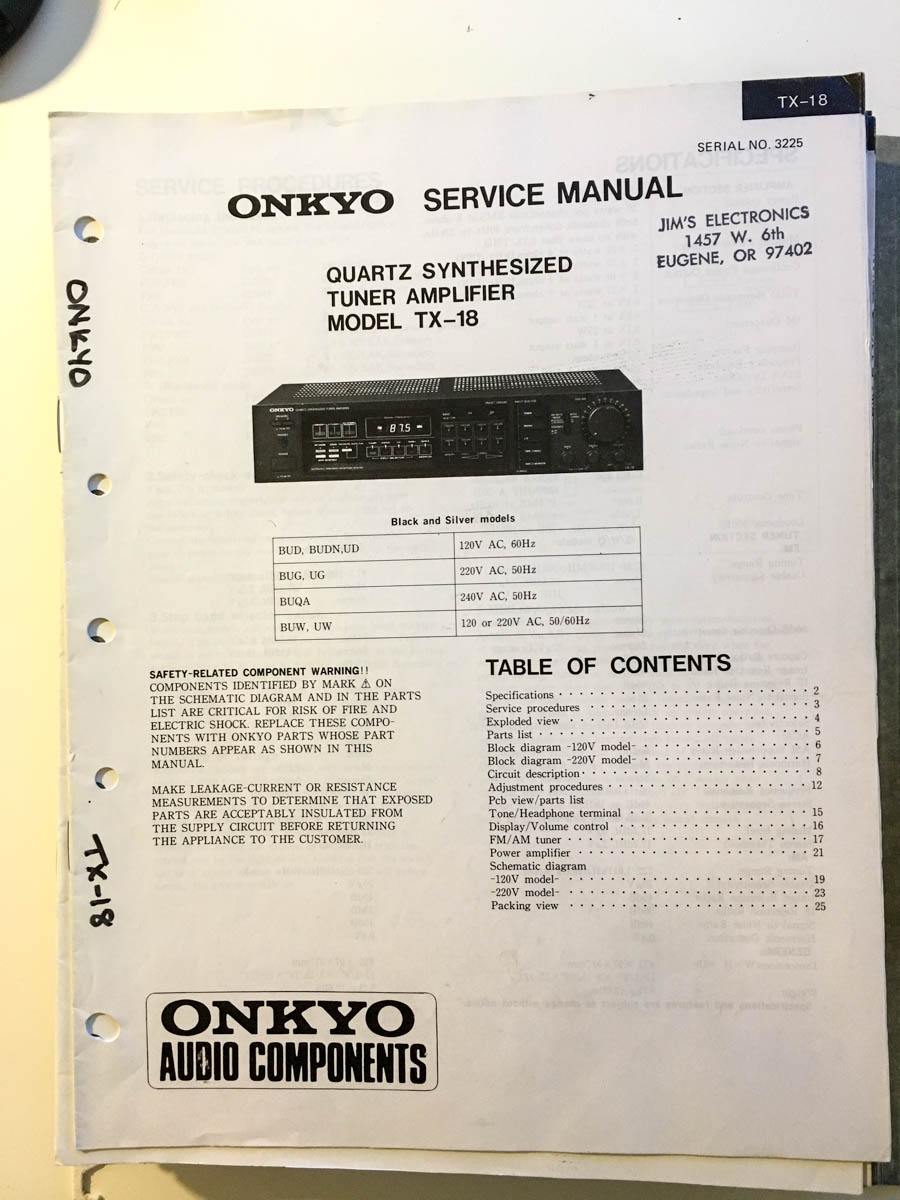 TX-18
SERIAL NO. 3225
ONKYO SERVICE MANUAL
JIM'S ELECTRONICS
1457 W. 6th
EUGENE, OR 97402
QUARTZ SYNTHESIZED
TUNER AMPLIFIER
MODEL TX-18
ONKYO
87.5
Black and Silver models
BUD, BUDN,UD 120V AC, 60Hz
BUG, UG 220V AC, 50Hz
BUQA 240V AC, 50Hz
BUW, UW 120 or 220V AC, 50/60Hz
SAFETY-RELATED COMPONENT WARNING!!
COMPONENTS IDENTIFIED BY MARK ⚠ ON
THE SCHEMATIC DIAGRAM AND IN THE PARTS
LIST ARE CRITICAL FOR RISK OF FIRE AND
ELECTRIC SHOCK. REPLACE THESE COMPO-
NENTS WITH ONKYO PARTS WHOSE PART
NUMBERS APPEAR AS SHOWN IN THIS
MANUAL.
MAKE LEAKAGE-CURRENT OR RESISTANCE
MEASUREMENTS TO DETERMINE THAT EXPOSED
PARTS ARE ACCEPTABLY INSULATED FROM
THE SUPPLY CIRCUIT BEFORE RETURNING
THE APPLIANCE TO THE CUSTOMER.
TABLE OF CONTENTS
Specifications 2
Service procedures 3
Exploded view 4
Parts list 5
Block diagram -120V model- 6
Block diagram -220V model- 7
Circuit description 8
Adjustment procedures 12
Pcb view/parts list
Tone/Headphone terminal 15
Display/Volume control 16
FM/AM tuner 17
Power amplifier 21
Schematic diagram
-120V model- 19
-220V model- 23
Packing view 25
ONKYO
TX-18
ONKYO
AUDIO COMPONENTS